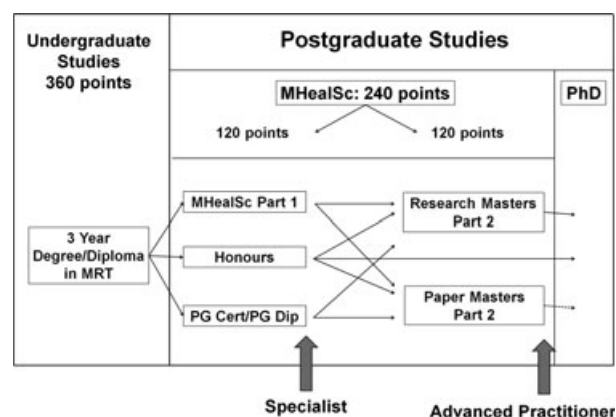 Undergraduate
Studies
360 points
Postgraduate Studies
MHealSc: 240 points
PhD
120 points
120 points
MHealSc Part 1
Research Masters
Part 2
3 Year
Degree/Diploma
in MRT
Honours
Paper Masters
Part 2
PG Cert/PG Dip
Specialist
Advanced Practitioner